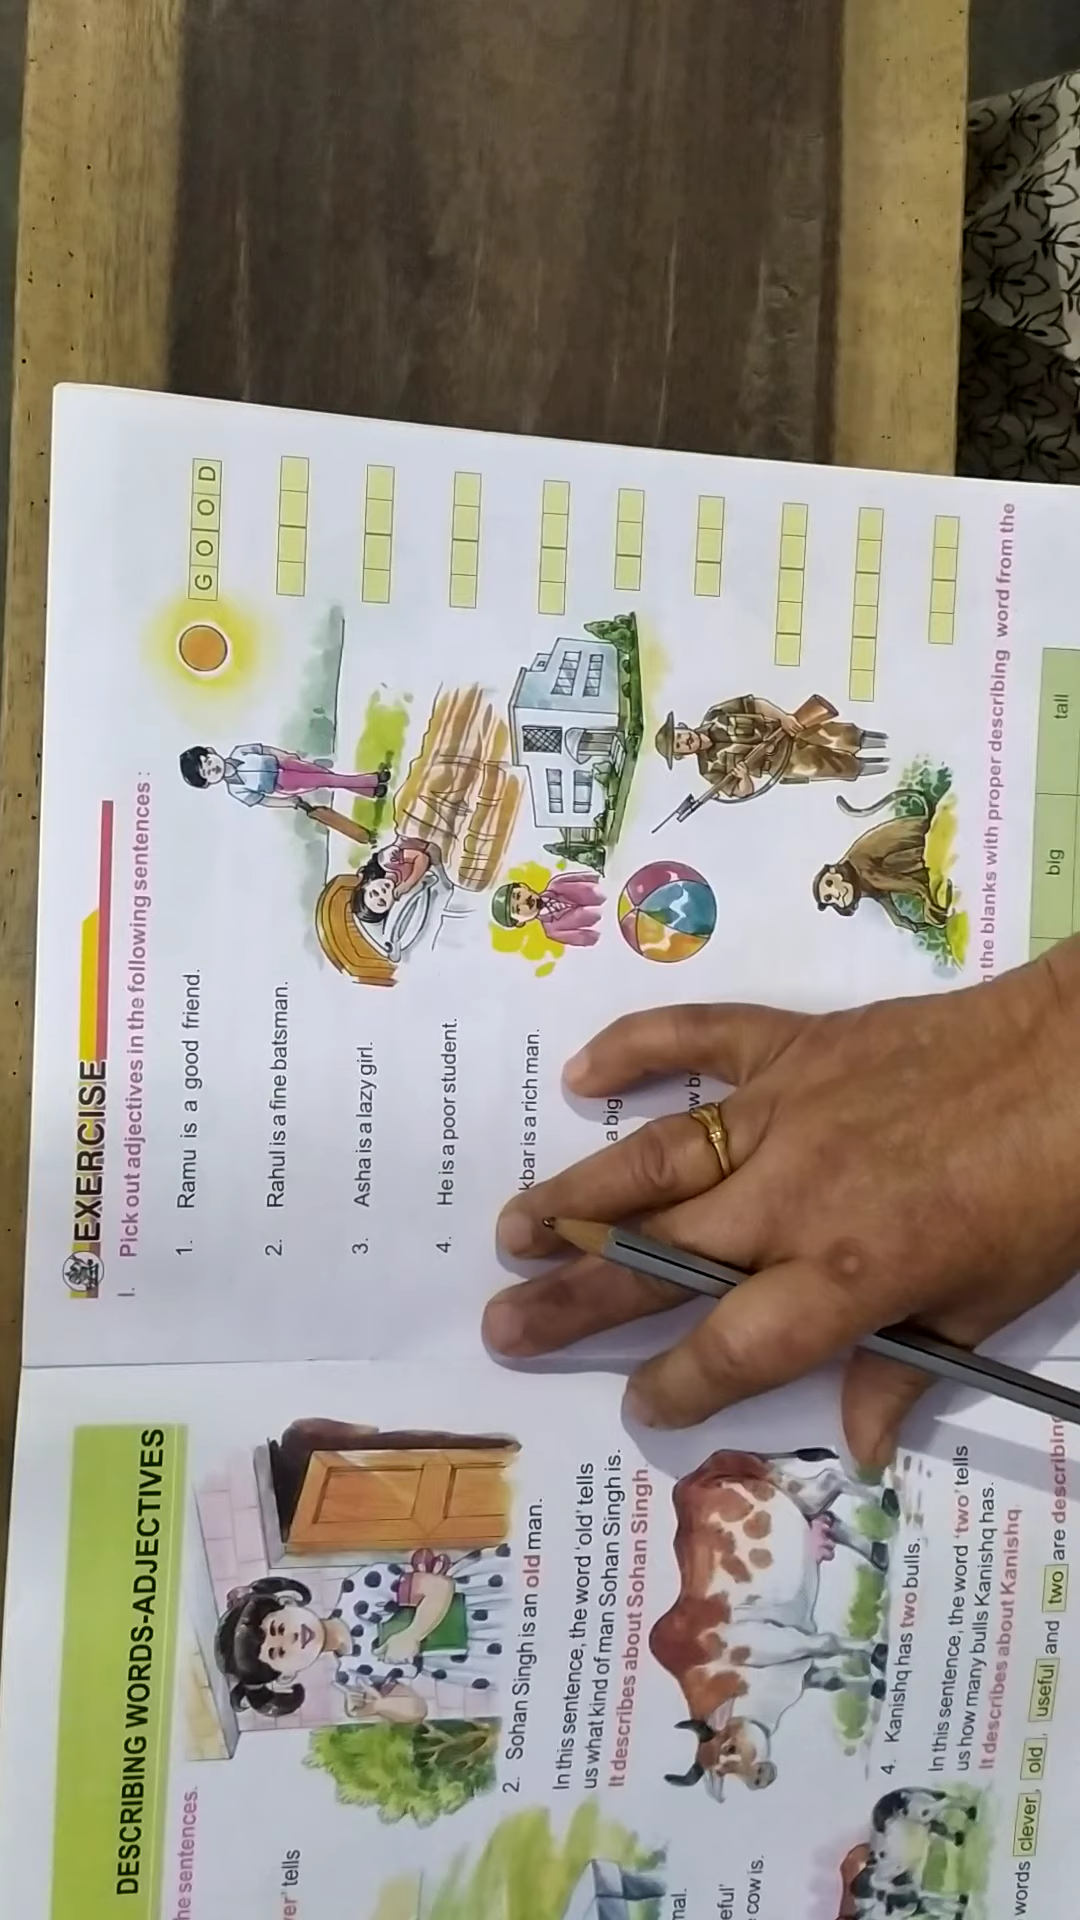 DESCRIBING WORDS-ADJECTIVES
sentences.
tells
2. Sohan Singh is an old man.
In this sentence, the word 'old' tells
us what kind of man Sohan Singh is.
It describes about Sohan Singh.
cow is.
4. Kanishq has two bulls.
In this sentence, the word 'two' tells
us how many bulls Kanishq has.
It describes about Kanishq.
words clever, old, useful and two are describing
EXERCISE
I. Pick out adjectives in the following sentences :
1. Ramu is a good friend. GOOD
2. Rahul is a fine batsman.
3. Asha is a lazy girl.
4. He is a poor student.
kbar is a rich man.
a big
the blanks with proper describing word from the
big tall